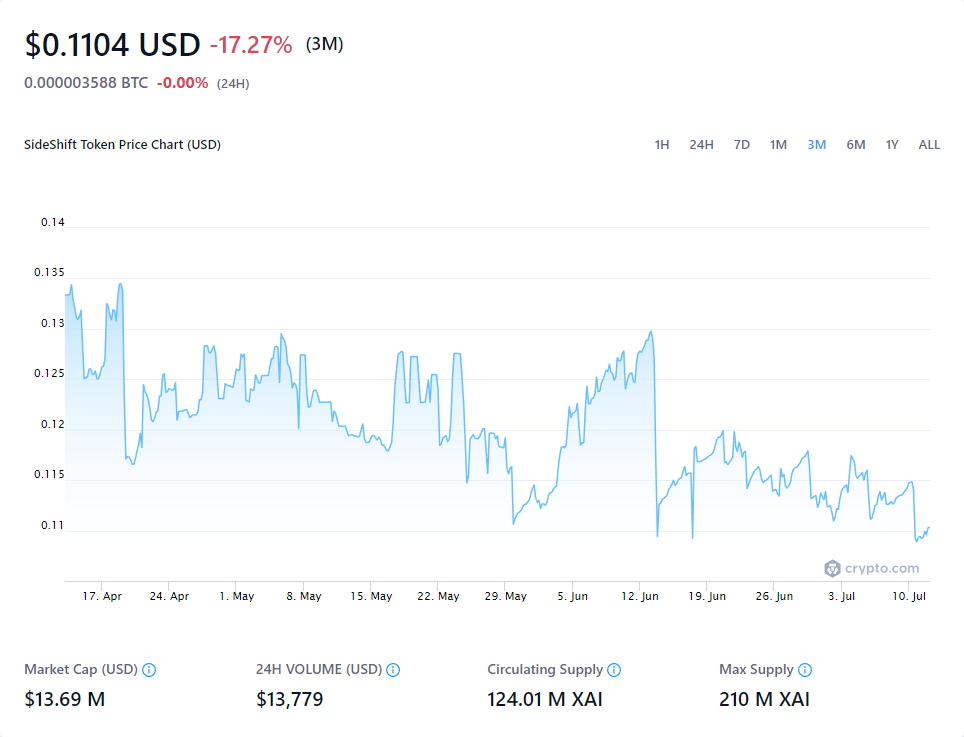 $0.1104 USD -17.27% (3M)
0.000003588 BTC -0.00% (24H)
SideShift Token Price Chart (USD) 1H 24H 7D 1M 3M 6M 1Y ALL
0.14
0.135
0.13
0.125
0.12
0.115
0.11
crypto.com
17. Apr 24. Apr 1. May 8. May 15. May 22. May 29. May 5. Jun 12. Jun 19. Jun 26. Jun 3. Jul 10. Jul
Market Cap (USD) 24H VOLUME (USD) Circulating Supply Max Supply
$13.69 M $13,779 124.01 M XAI 210 M XAI